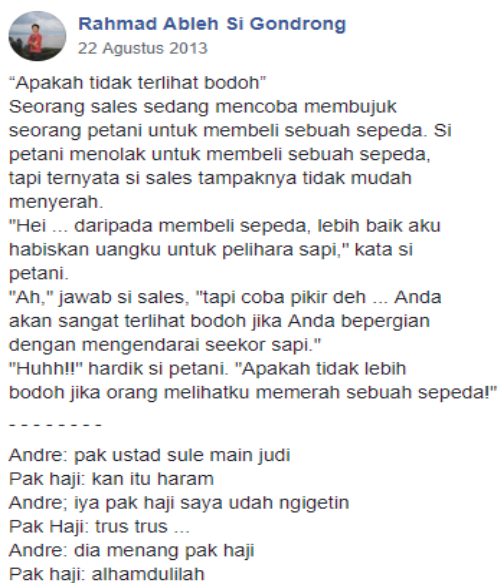 Rahmad Ableh Si Gondrong
22 Agustus 2013
“Apakah tidak terlihat bodoh”
Seorang sales sedang mencoba membujuk
seorang petani untuk membeli sebuah sepeda. Si
petani menolak untuk membeli sebuah sepeda,
tapi ternyata si sales tampaknya tidak mudah
menyerah.
"Hei ... daripada membeli sepeda, lebih baik aku
habiskan uangku untuk pelihara sapi," kata si
petani.
"Ah," jawab si sales, "tapi coba pikir deh ... Anda
akan sangat terlihat bodoh jika Anda bepergian
dengan mengendarai seekor sapi."
"Huhh!!" hardik si petani. "Apakah tidak lebih
bodoh jika orang melihatku memerah sebuah sepeda!"
- - - - - - - -
Andre: pak ustad sule main judi
Pak haji: kan itu haram
Andre; iya pak haji saya udah ngigetin
Pak Haji: trus trus ...
Andre: dia menang pak haji
Pak haji: alhamdulilah